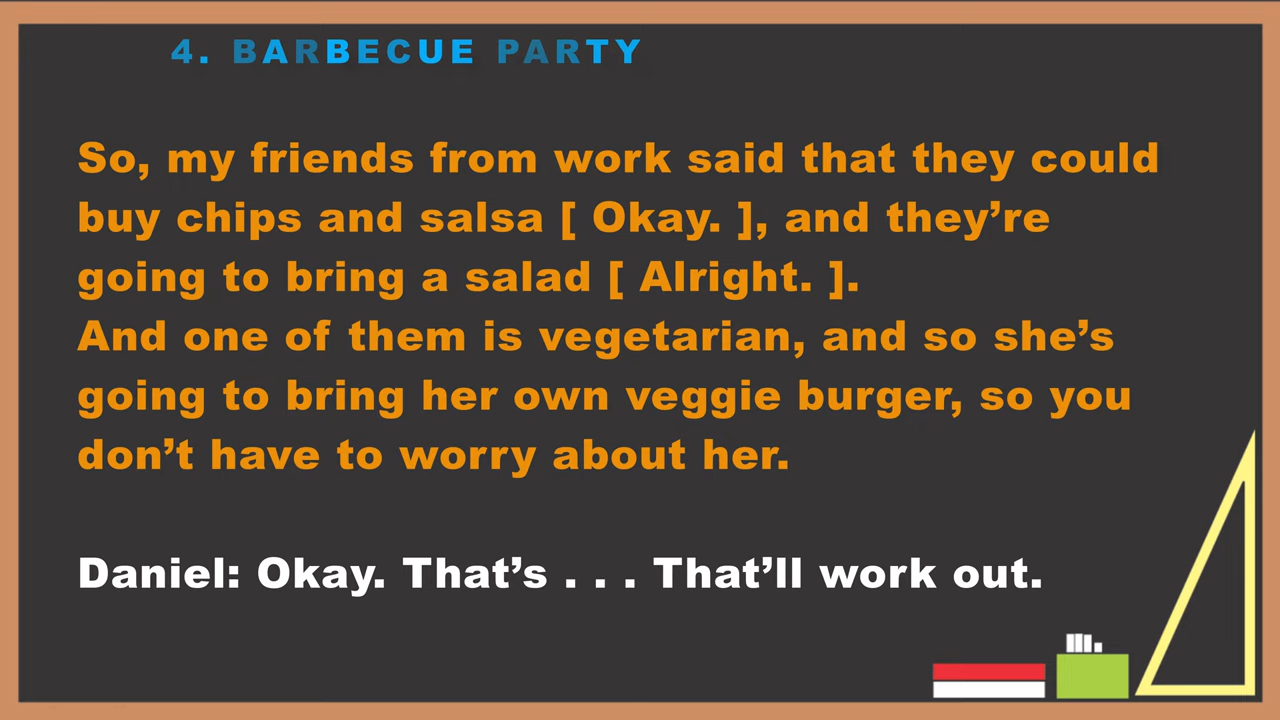 4. BARBECUE PARTY
So, my friends from work said that they could
buy chips and salsa [ Okay. ], and they’re
going to bring a salad [ Alright. ].
And one of them is vegetarian, and so she’s
going to bring her own veggie burger, so you
don’t have to worry about her.
Daniel: Okay. That’s . . . That’ll work out.